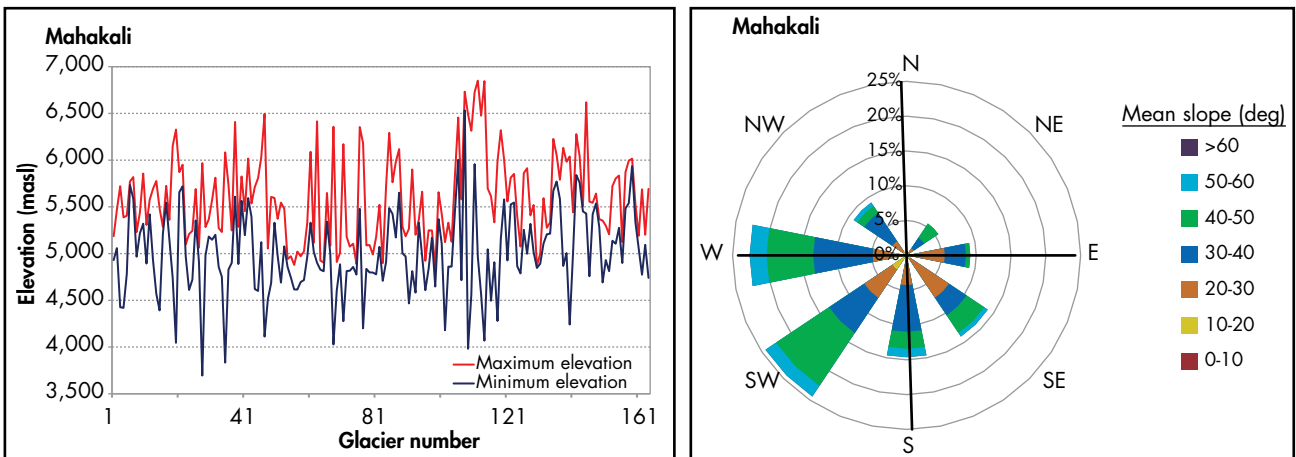 Mahakali
7,000
6,500
6,000
5,500
5,000
4,500
4,000
3,500
Elevation (masl)
Maximum elevation
Minimum elevation
1 41 81 121 161
Glacier number
Mahakali
N
NE
E
SE
S
SW
W
NW
25%
20%
15%
10%
5%
0%
Mean slope (deg)
>60
50-60
40-50
30-40
20-30
10-20
0-10